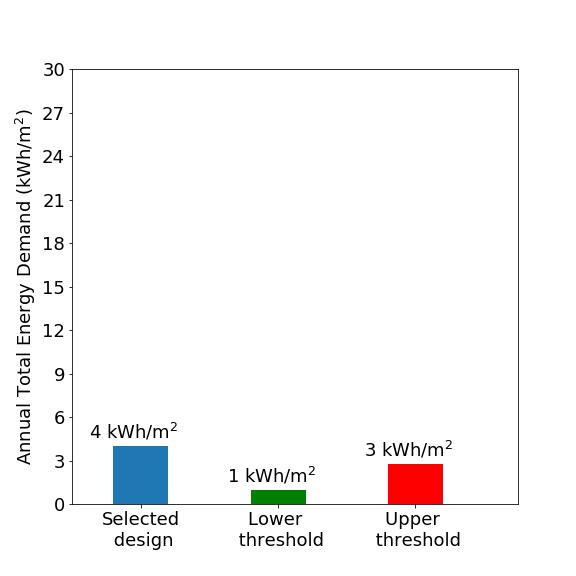 30
27
24
21
18
15
12
9
6
3
0
Annual Total Energy Demand (kWh/m²)
4 kWh/m²
1 kWh/m²
3 kWh/m²
Selected
design
Lower
threshold
Upper
threshold